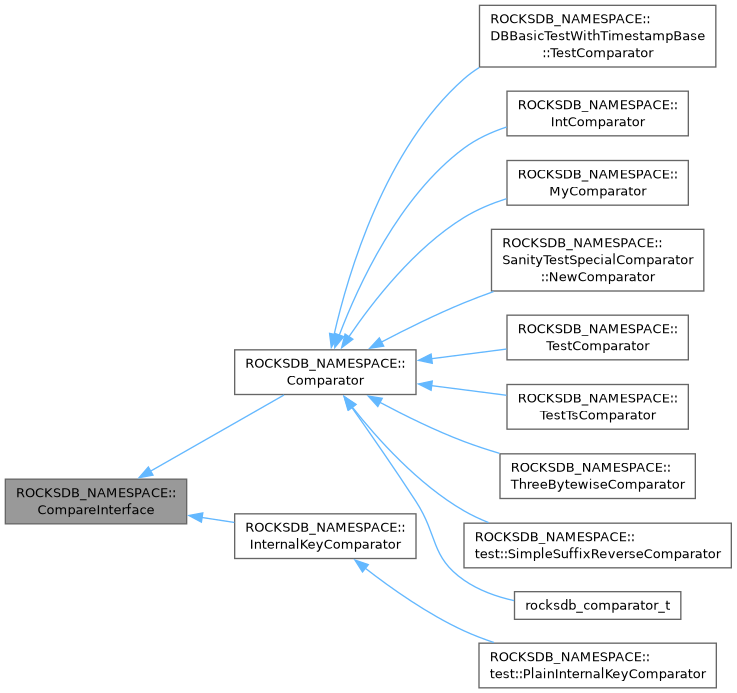 ROCKSDB_NAMESPACE::
DBBasicTestWithTimestampBase
::TestComparator
ROCKSDB_NAMESPACE::
IntComparator
ROCKSDB_NAMESPACE::
MyComparator
ROCKSDB_NAMESPACE::
SanityTestSpecialComparator
::NewComparator
ROCKSDB_NAMESPACE::
TestComparator
ROCKSDB_NAMESPACE::
Comparator
ROCKSDB_NAMESPACE::
TestTsComparator
ROCKSDB_NAMESPACE::
ThreeBytewiseComparator
ROCKSDB_NAMESPACE::
CompareInterface
ROCKSDB_NAMESPACE::
InternalKeyComparator
ROCKSDB_NAMESPACE::
test::SimpleSuffixReverseComparator
rocksdb_comparator_t
ROCKSDB_NAMESPACE::
test::PlainInternalKeyComparator